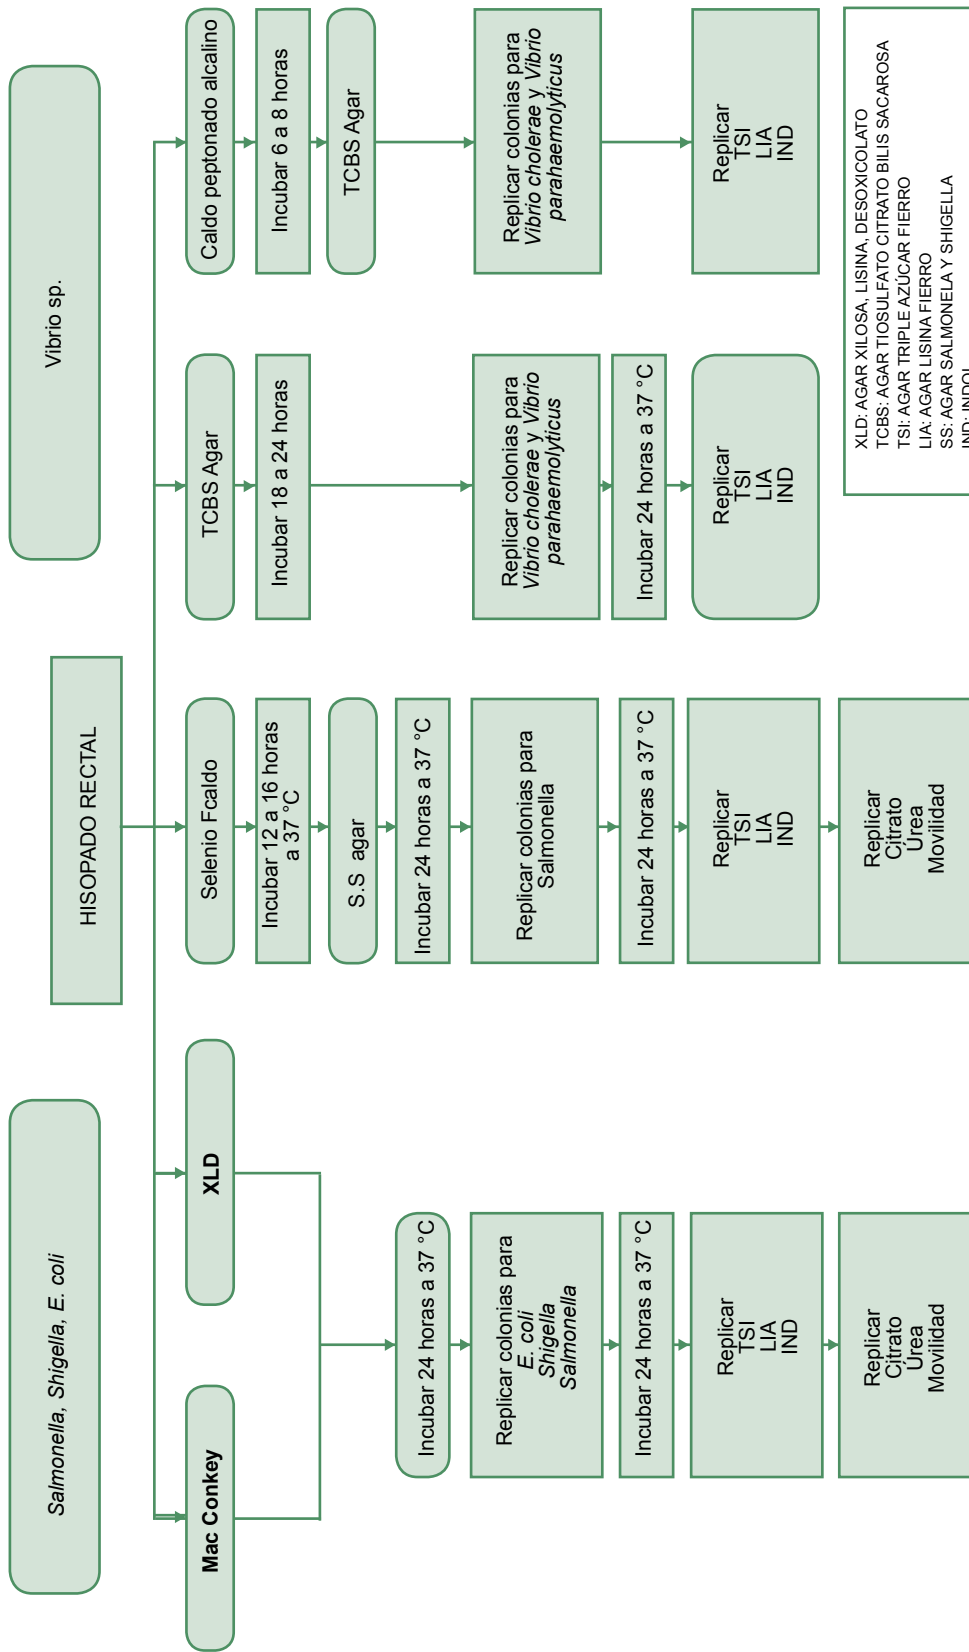 Salmonella, Shigella, E. coli
HISOPADO RECTAL
Vibrio sp.
Mac Conkey
XLD
Incubar 24 horas a 37 °C
Replicar colonias para
E. coli
Shigella
Salmonella
Incubar 24 horas a 37 °C
Replicar
TSI
LIA
IND
Replicar
Citrato
Úrea
Movilidad
Selenio Fcaldo
Incubar 12 a 16 horas
a 37 °C
S.S agar
Incubar 24 horas a 37 °C
Replicar colonias para
Salmonella
Incubar 24 horas a 37 °C
Replicar
TSI
LIA
IND
Replicar
Citrato
Úrea
Movilidad
TCBS Agar
Incubar 18 a 24 horas
Replicar colonias para
Vibrio cholerae y Vibrio
parahaemolyticus
Incubar 24 horas a 37 °C
Replicar
TSI
LIA
IND
Caldo peptonado alcalino
Incubar 6 a 8 horas
TCBS Agar
Replicar colonias para
Vibrio cholerae y Vibrio
parahaemolyticus
Replicar
TSI
LIA
IND
XLD: AGAR XILOSA, LISINA, DESOXICOLATO
TCBS: AGAR TIOSULFATO CITRATO BILIS SACAROSA
TSI: AGAR TRIPLE AZÚCAR FIERRO
LIA: AGAR LISINA FIERRO
SS: AGAR SALMONELA Y SHIGELLA
IND: INDOL